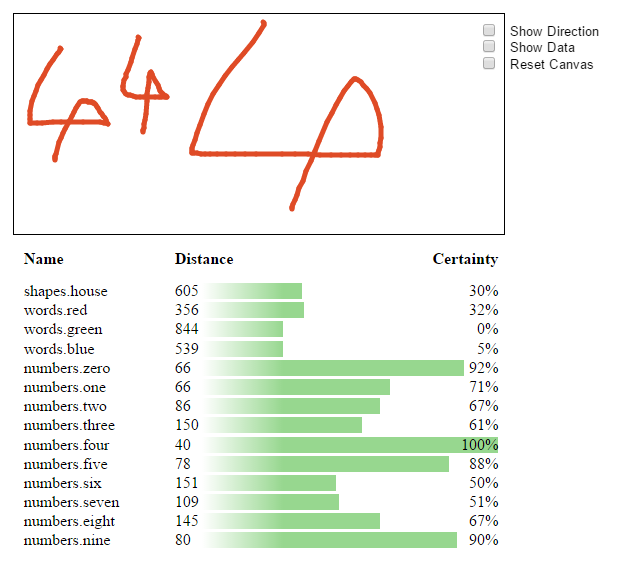 4 4 4
Show Direction
Show Data
Reset Canvas
Name Distance Certainty
shapes.house 605 30%
words.red 356 32%
words.green 844 0%
words.blue 539 5%
numbers.zero 66 92%
numbers.one 66 71%
numbers.two 86 67%
numbers.three 150 61%
numbers.four 40 100%
numbers.five 78 88%
numbers.six 151 50%
numbers.seven 109 51%
numbers.eight 145 67%
numbers.nine 80 90%